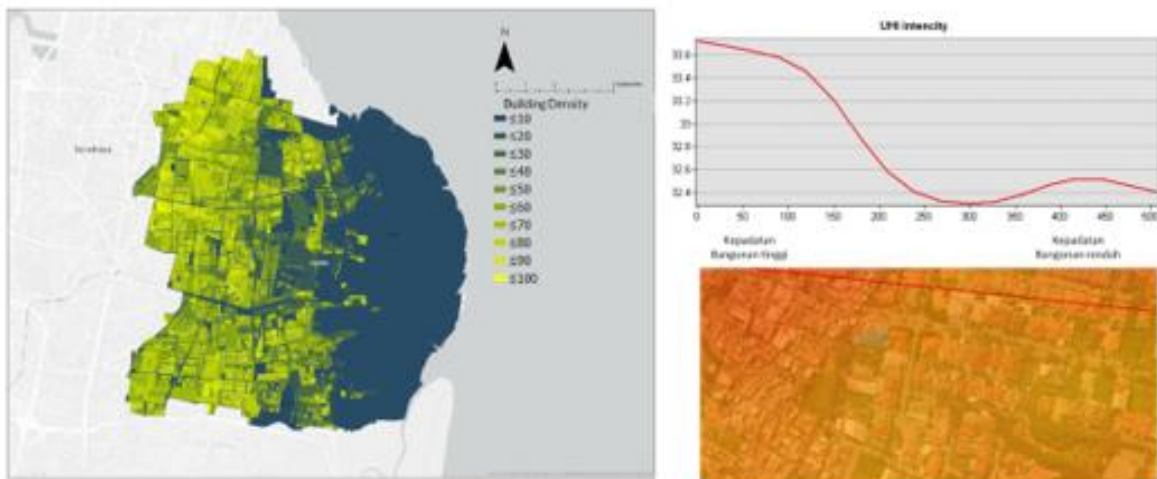 N
Building Density
≤10
≤20
≤30
≤40
≤50
≤60
≤70
≤80
≤90
≤100
Surabaya
UHI intencity
33.6
33.4
33.2
33
32.8
32.6
32.4
0 50 100 150 200 250 300 350 400 450 500
Kepadatan
Bangunan tinggi
Kepadatan
Bangunan rendah